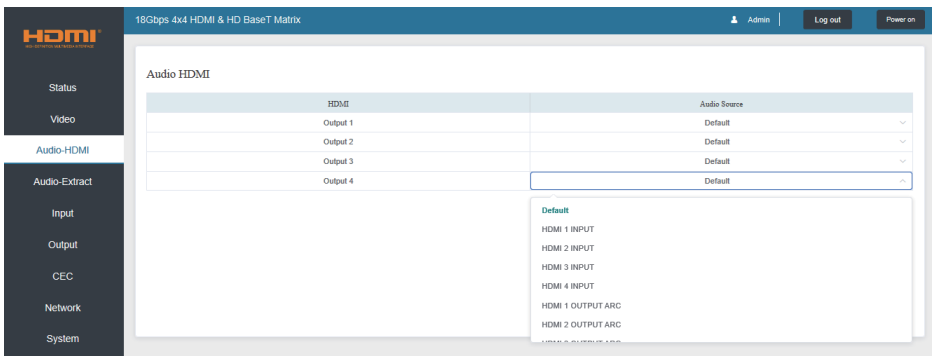 18Gbps 4x4 HDMI & HD BaseT Matrix
Admin
Log out
Power on
HDMI
Status
Video
Audio-HDMI
Audio-Extract
Input
Output
CEC
Network
System
Audio HDMI
HDMI Audio Source
Output 1 Default
Output 2 Default
Output 3 Default
Output 4 Default
Default
HDMI 1 INPUT
HDMI 2 INPUT
HDMI 3 INPUT
HDMI 4 INPUT
HDMI 1 OUTPUT ARC
HDMI 2 OUTPUT ARC